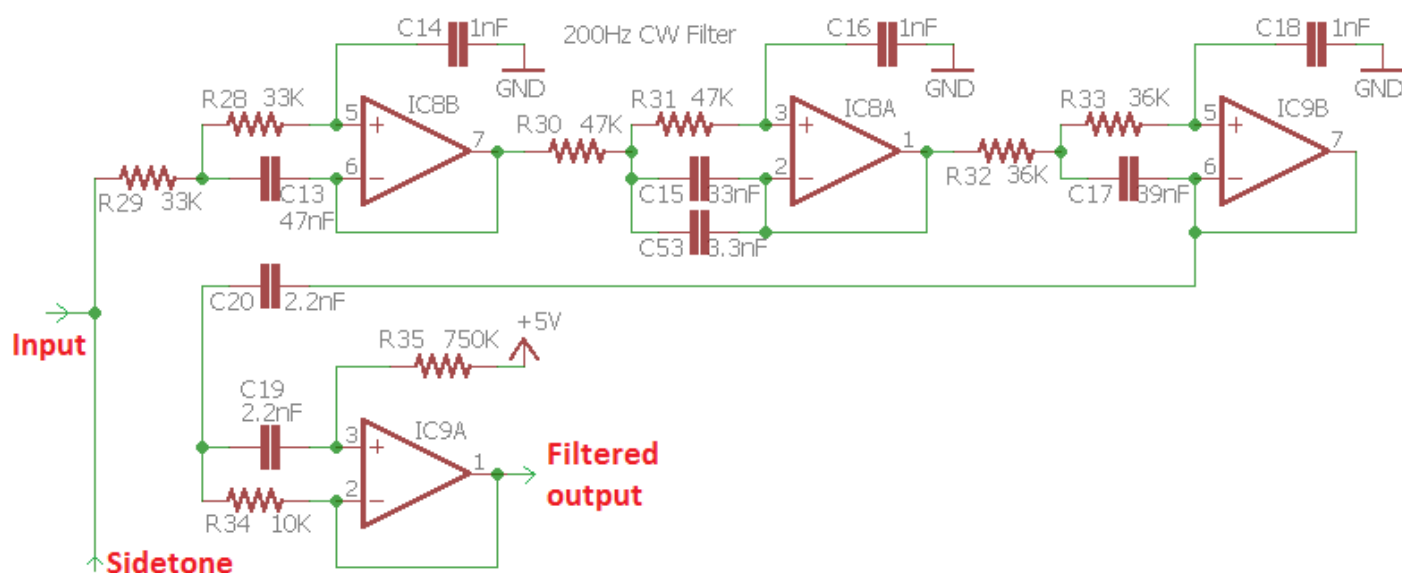 C14 1nF
200Hz CW Filter
C16 1nF
C18 1nF
GND
GND
GND
R28 33K
5
+
IC8B
7
6
-
R29 33K
C13
47nF
R30 47K
R31 47K
3
+
IC8A
1
2
-
C15 33nF
C53 3.3nF
R32 36K
R33 36K
5
+
IC9B
7
6
-
C17 39nF
C20 2.2nF
Input
R35 750K
+5V
C19
2.2nF
3
+
IC9A
1
2
-
R34 10K
Filtered
output
Sidetone